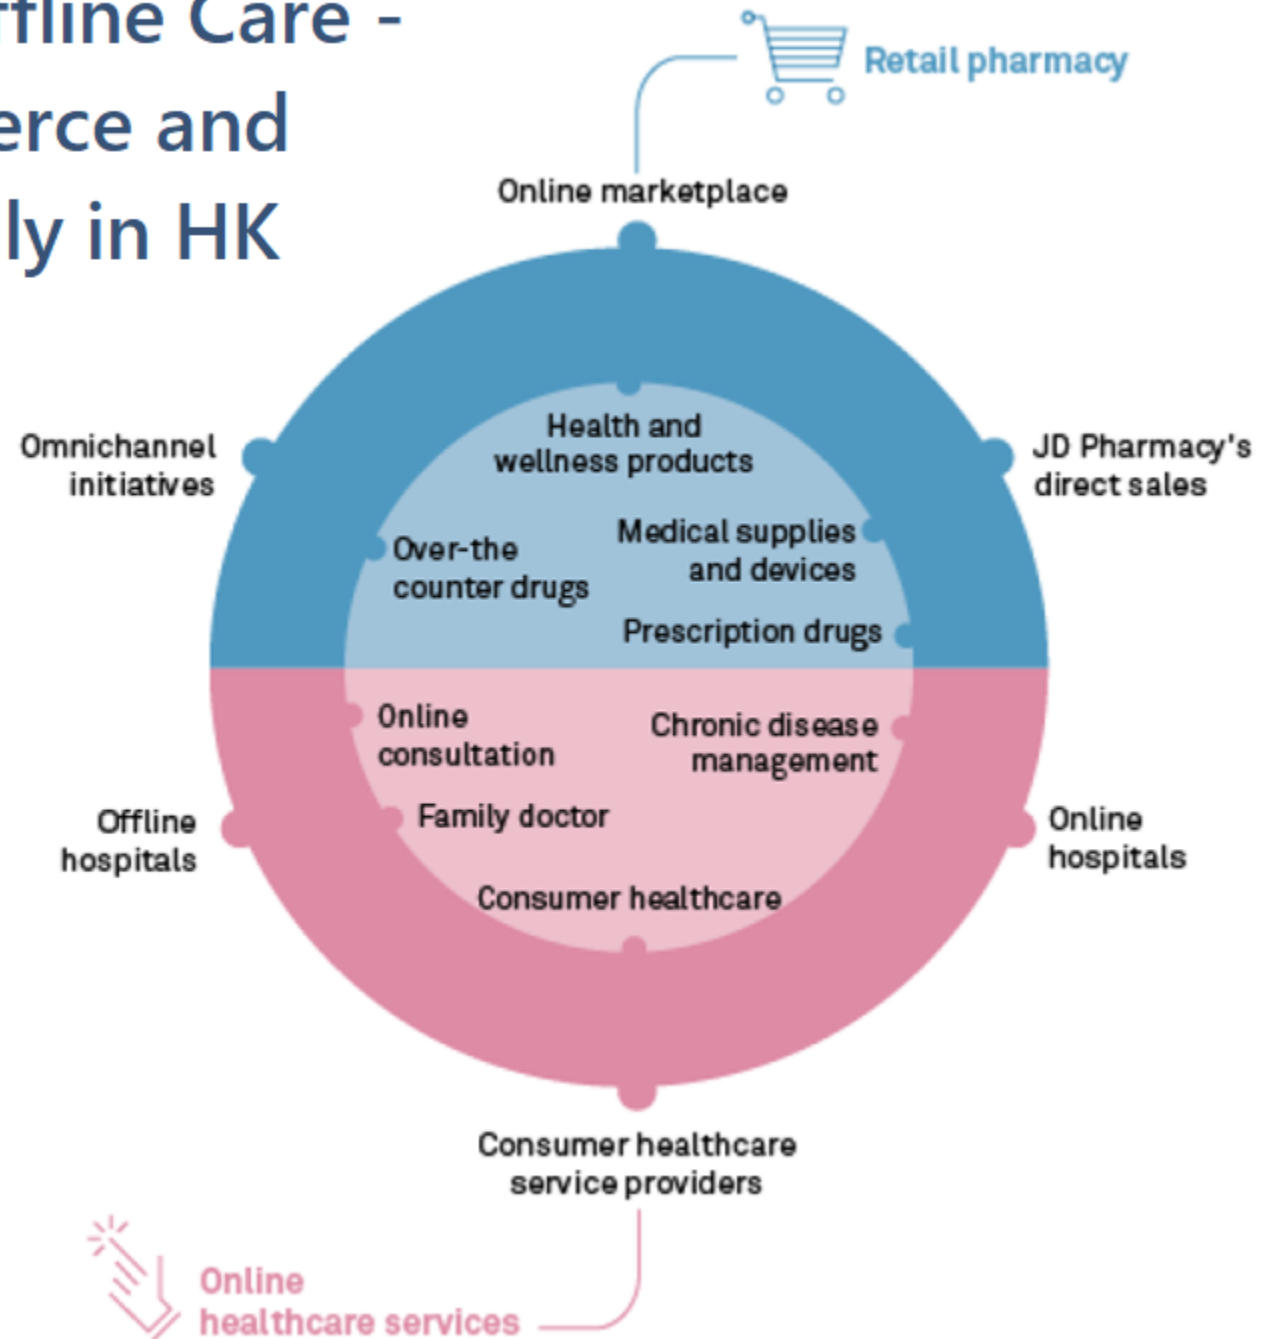 ffline Care -
erce and
ly in HK
Retail pharmacy
Online marketplace
Omnichannel
initiatives
JD Pharmacy's
direct sales
Health and
wellness products
Over-the
counter drugs
Medical supplies
and devices
Prescription drugs
Online
consultation
Chronic disease
management
Family doctor
Consumer healthcare
Offline
hospitals
Online
hospitals
Consumer healthcare
service providers
Online
healthcare services